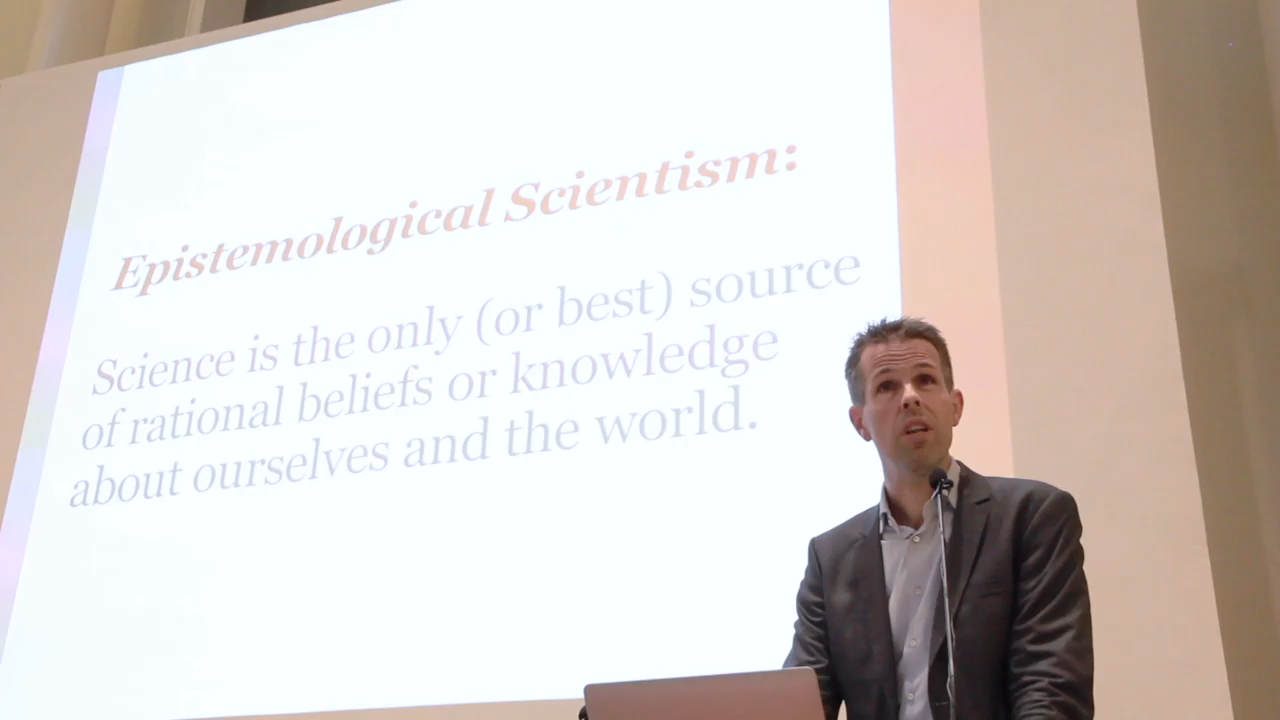 Epistemological Scientism:
Science is the only (or best) source
of rational beliefs or knowledge
about ourselves and the world.